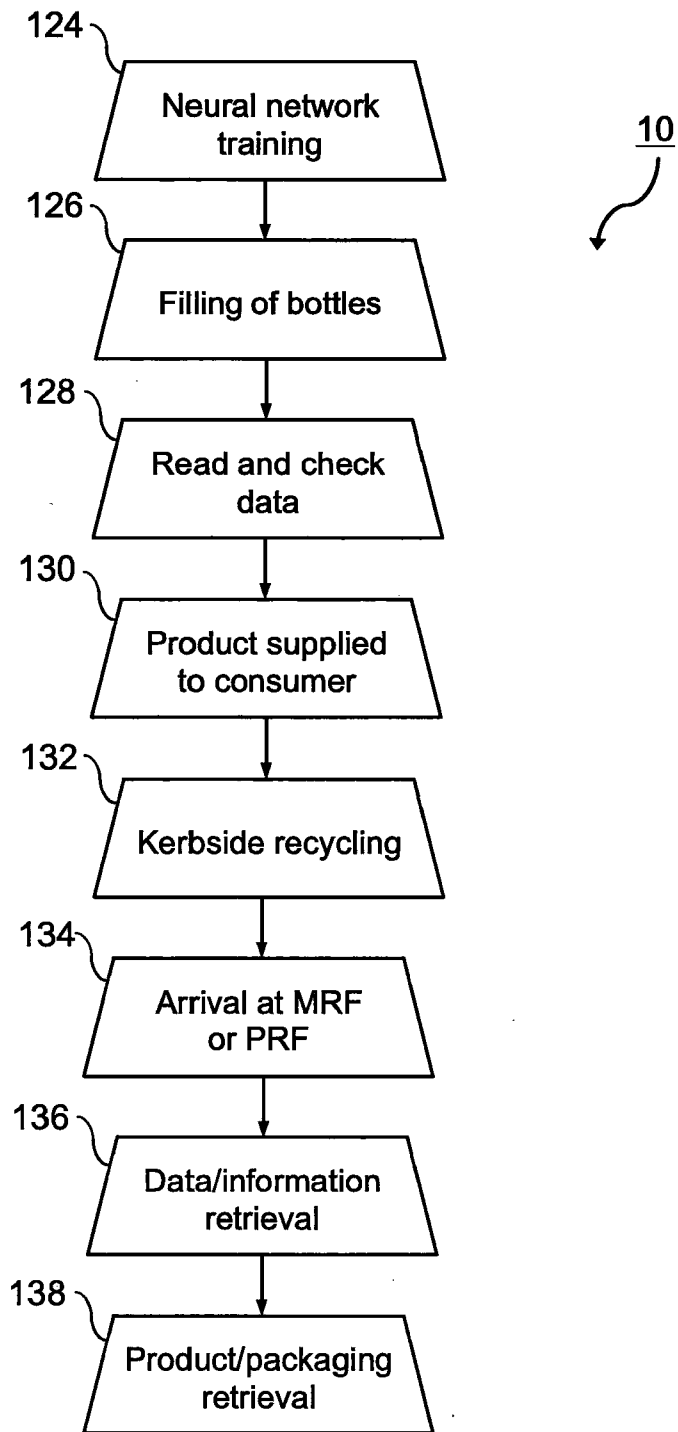 124
Neural network
training
10
126
Filling of bottles
128
Read and check
data
130
Product supplied
to consumer
132
Kerbside recycling
134
Arrival at MRF
or PRF
136
Data/information
retrieval
138
Product/packaging
retrieval